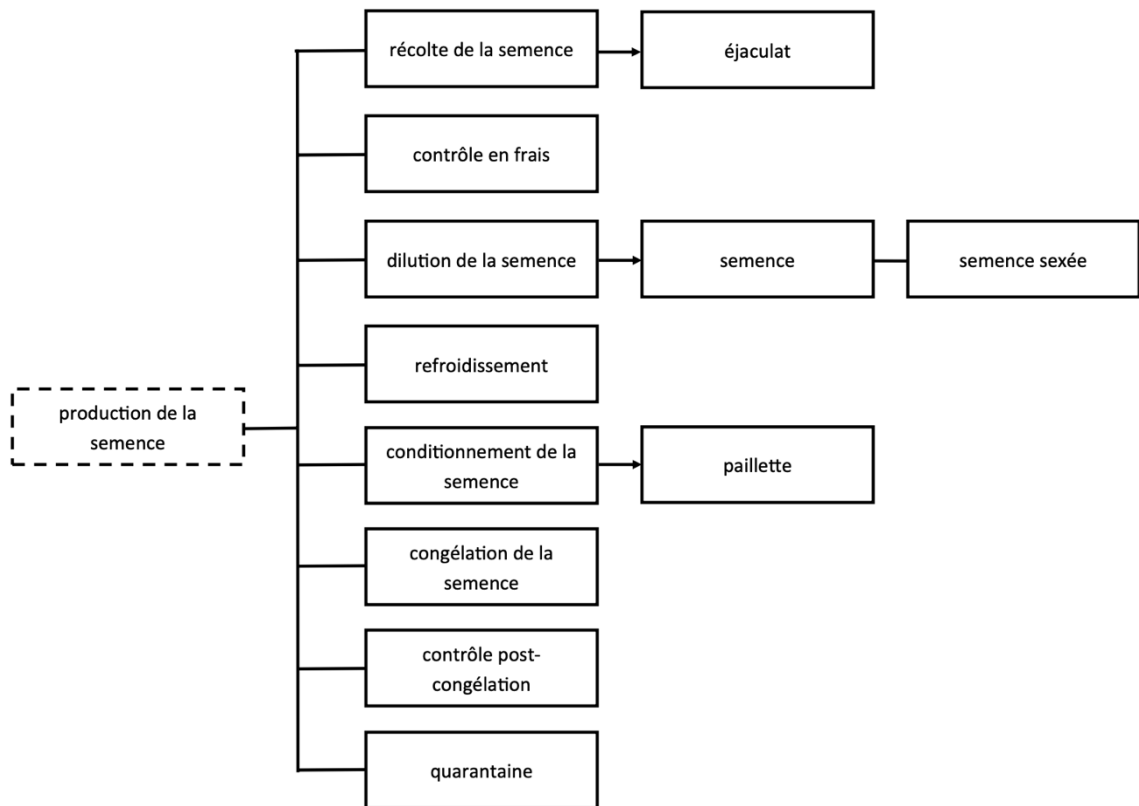 récolte de la semence
éjaculat
contrôle en frais
dilution de la semence
semence
semence sexée
refroidissement
production de la
semence
conditionnement de la
semence
paillette
congélation de la
semence
contrôle post-
congélation
quarantaine